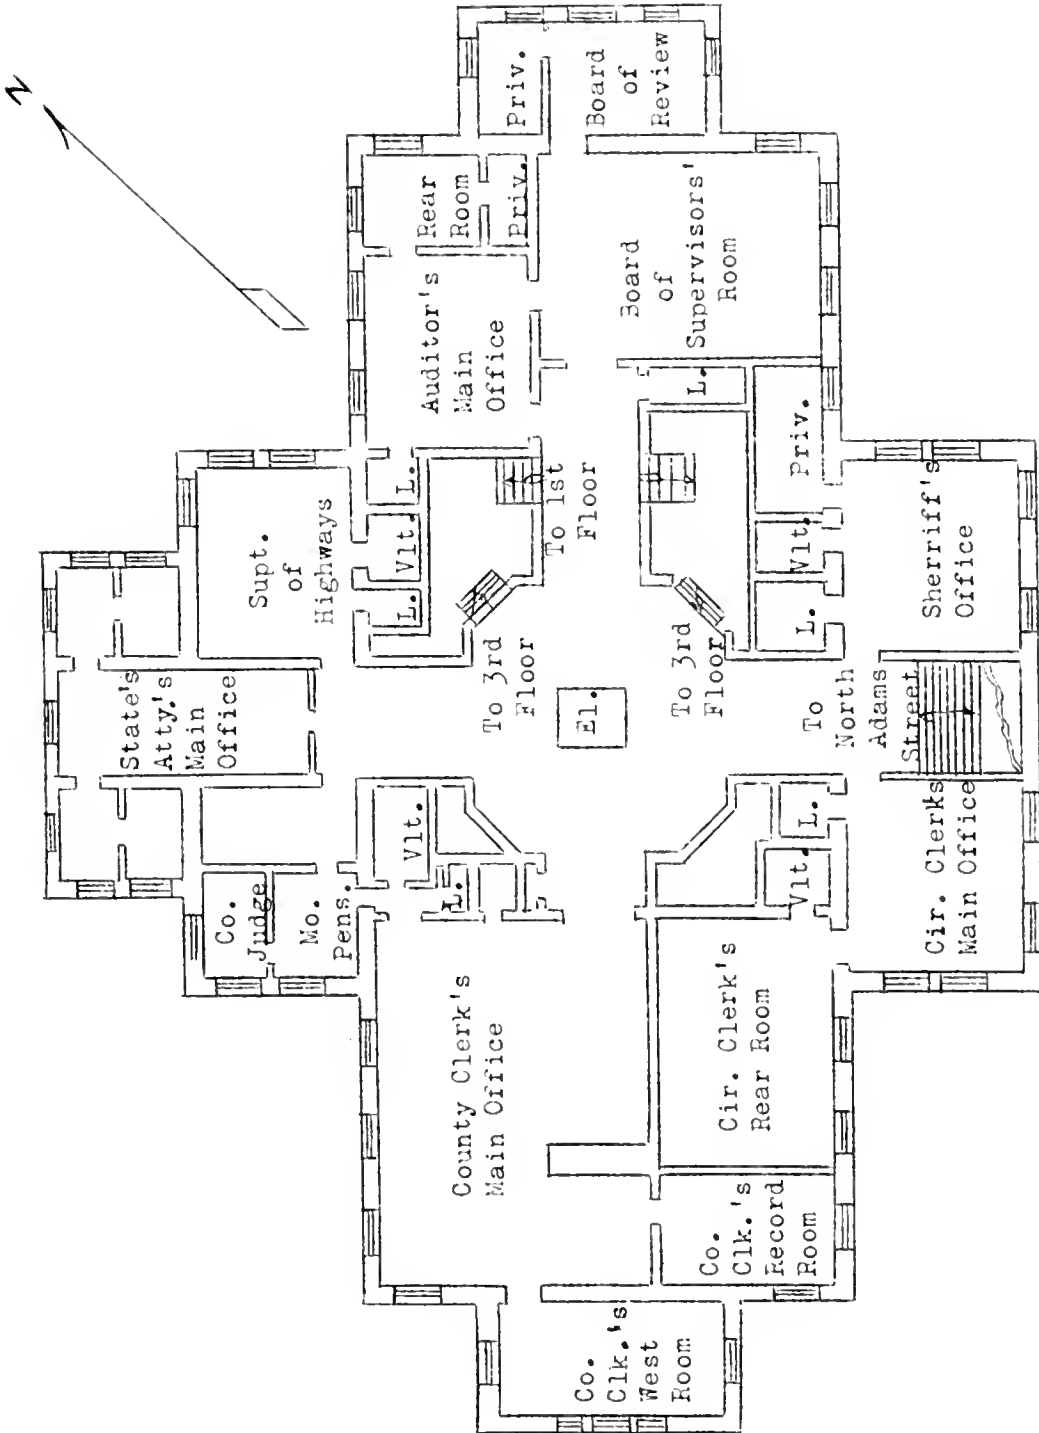 N
Priv.
Board
of
Review
Rear
Room
Priv.
Auditor's
Main
Office
Board
of
Supervisors'
Room
L.
Priv.
Supt.
of
Highways
L.
Vlt.
L.
To 1st
Floor
Vlt.
L.
Sherriff's
Office
State's
Atty.'s
Main
Office
To 3rd
Floor
El.
To 3rd
Floor
To
North
Adams
Street
Co.
Judge
Mo.
Pens.
Vlt.
L.
L.
Vlt.
Cir. Clerks
Main Office
County Clerk's
Main Office
Cir. Clerk's
Rear Room
Co.
Clk.'s
Record
Room
Co.
Clk.'s
West
Room